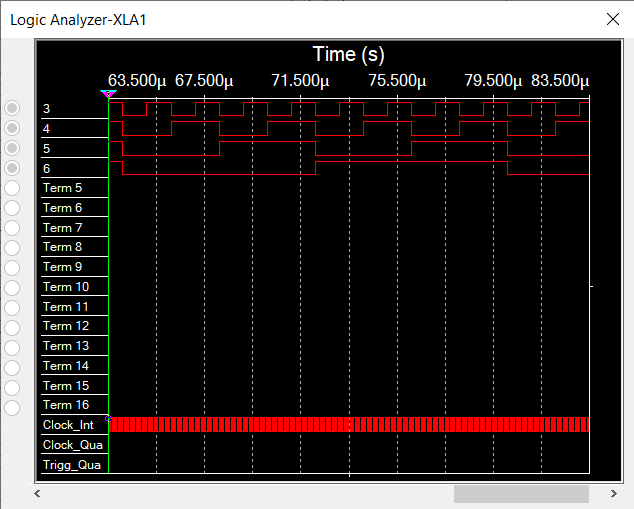 Logic Analyzer-XLA1
Time (s)
63.500µ 67.500µ 71.500µ 75.500µ 79.500µ 83.500µ
3
4
5
6
Term 5
Term 6
Term 7
Term 8
Term 9
Term 10
Term 11
Term 12
Term 13
Term 14
Term 15
Term 16
Clock_Int
Clock_Qua
Trigg_Qua